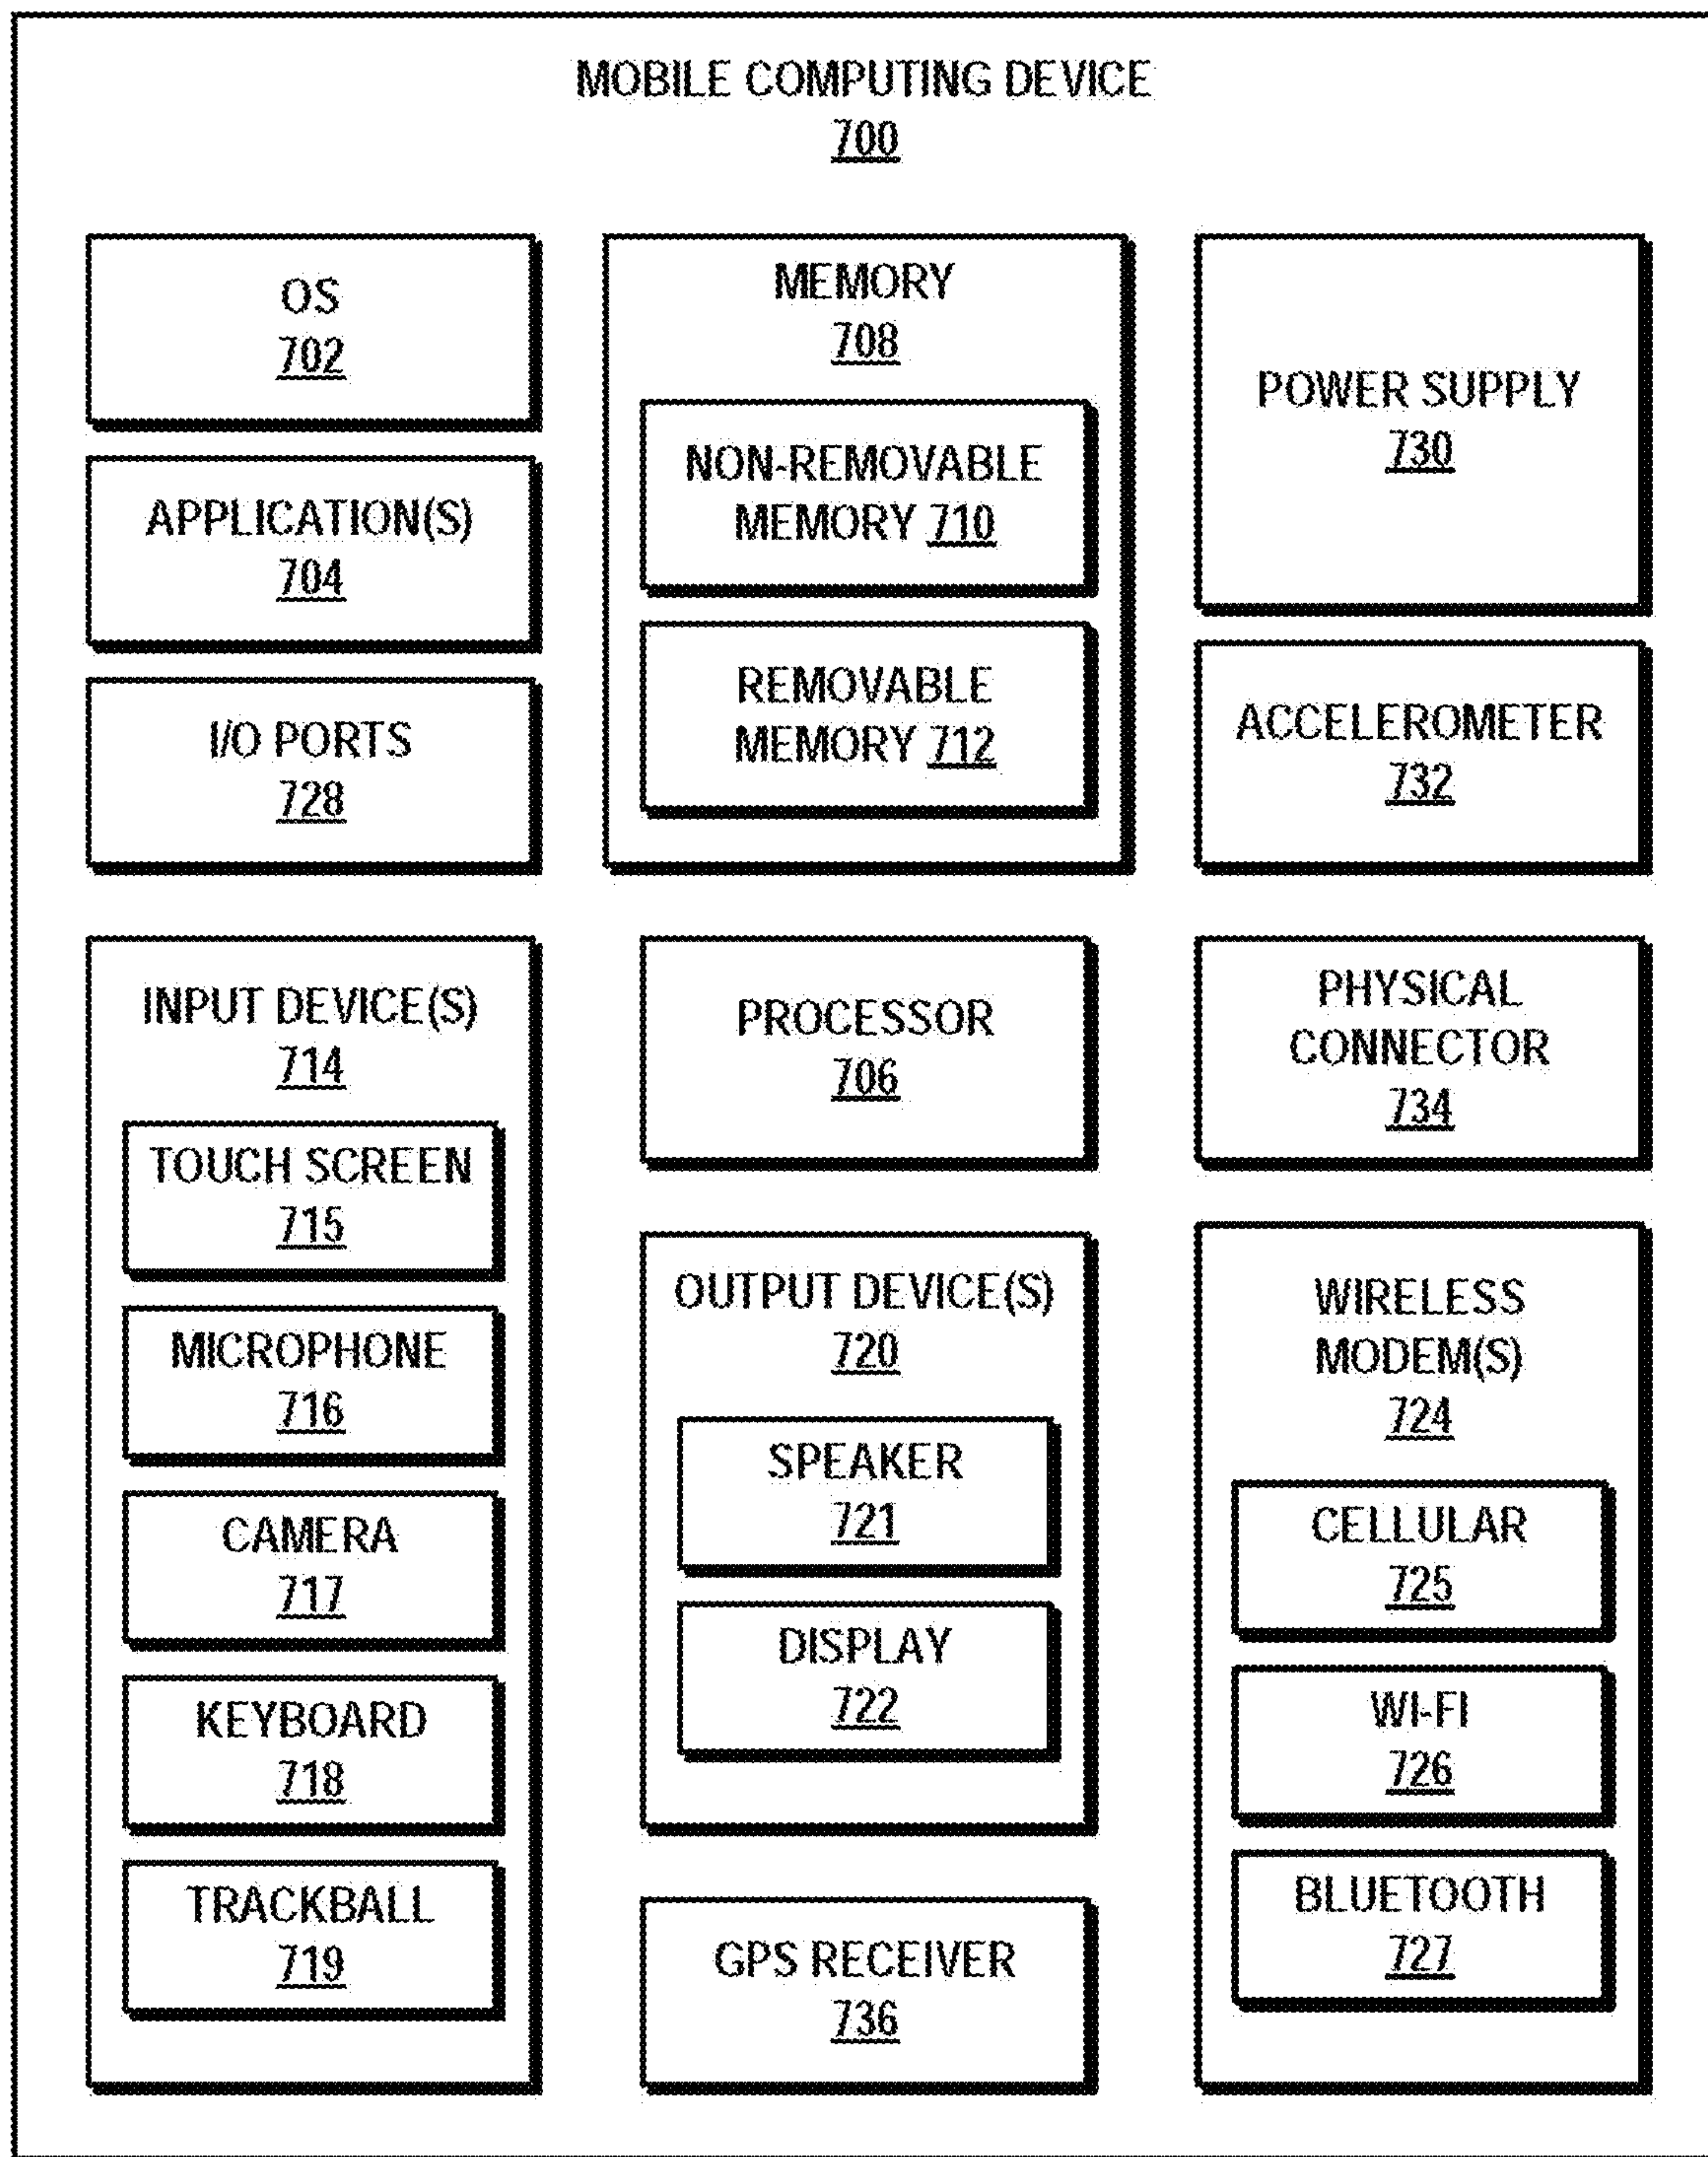 MOBILE COMPUTING DEVICE
700
OS
702
APPLICATION(S)
704
I/O PORTS
728
MEMORY
708
NON-REMOVABLE
MEMORY 710
REMOVABLE
MEMORY 712
POWER SUPPLY
730
ACCELEROMETER
732
INPUT DEVICE(S)
714
TOUCH SCREEN
715
MICROPHONE
716
CAMERA
717
KEYBOARD
718
TRACKBALL
719
PROCESSOR
706
OUTPUT DEVICE(S)
720
SPEAKER
721
DISPLAY
722
GPS RECEIVER
736
PHYSICAL
CONNECTOR
734
WIRELESS
MODEM(S)
724
CELLULAR
725
WI-FI
726
BLUETOOTH
727